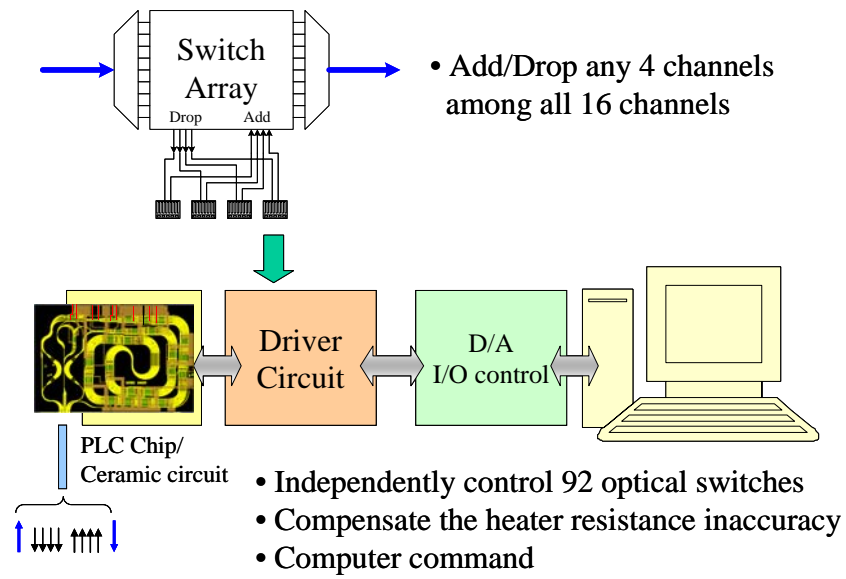 Switch
Array
Drop Add
• Add/Drop any 4 channels
among all 16 channels
Driver
Circuit
D/A
I/O control
PLC Chip/
Ceramic circuit
• Independently control 92 optical switches
• Compensate the heater resistance inaccuracy
• Computer command